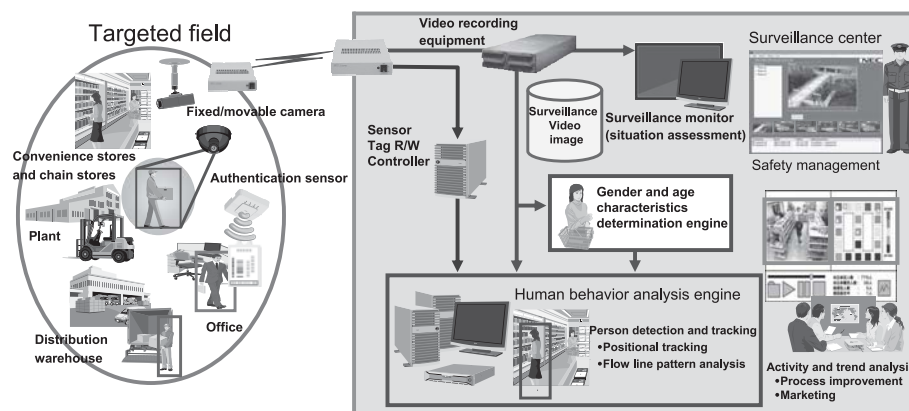 Targeted field
Fixed/movable camera
Convenience stores
and chain stores
Authentication sensor
Plant
Office
Distribution
warehouse
Video recording
equipment
Sensor
Tag R/W
Controller
Surveillance
Video
image
Surveillance monitor
(situation assessment)
Surveillance center
NEC
Safety management
Gender and age
characteristics
determination engine
Human behavior analysis engine
Person detection and tracking
•Positional tracking
•Flow line pattern analysis
Activity and trend analysis
•Process improvement
•Marketing